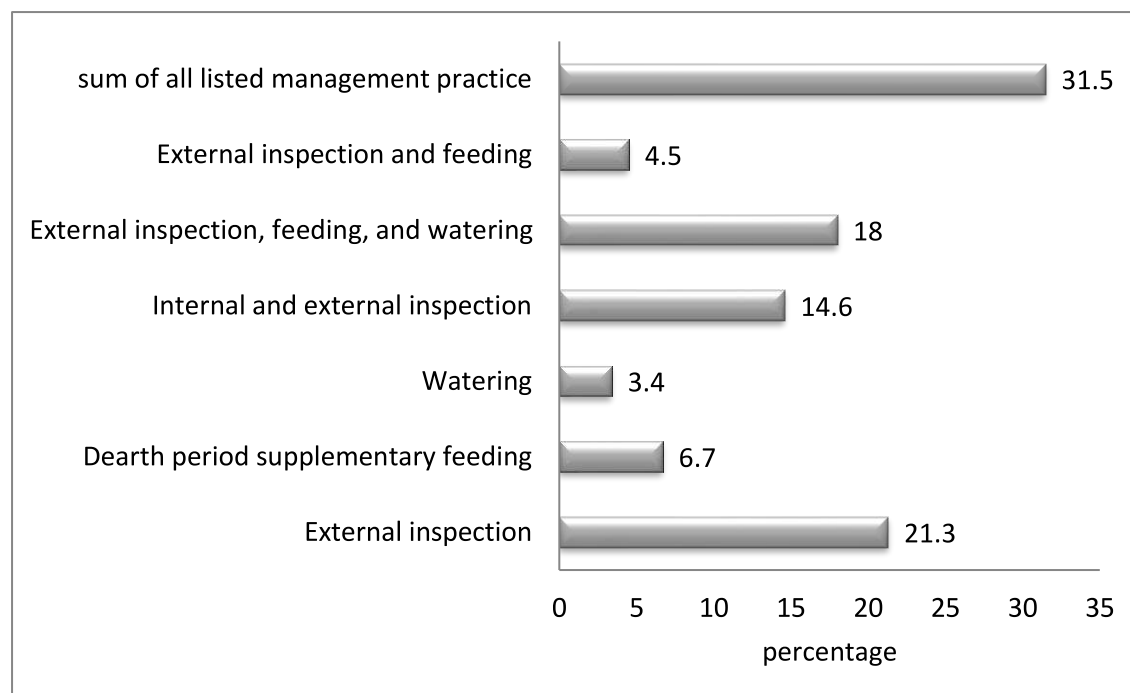 sum of all listed management practice 31.5
External inspection and feeding 4.5
External inspection, feeding, and watering 18
Internal and external inspection 14.6
Watering 3.4
Dearth period supplementary feeding 6.7
External inspection 21.3
0 5 10 15 20 25 30 35
percentage